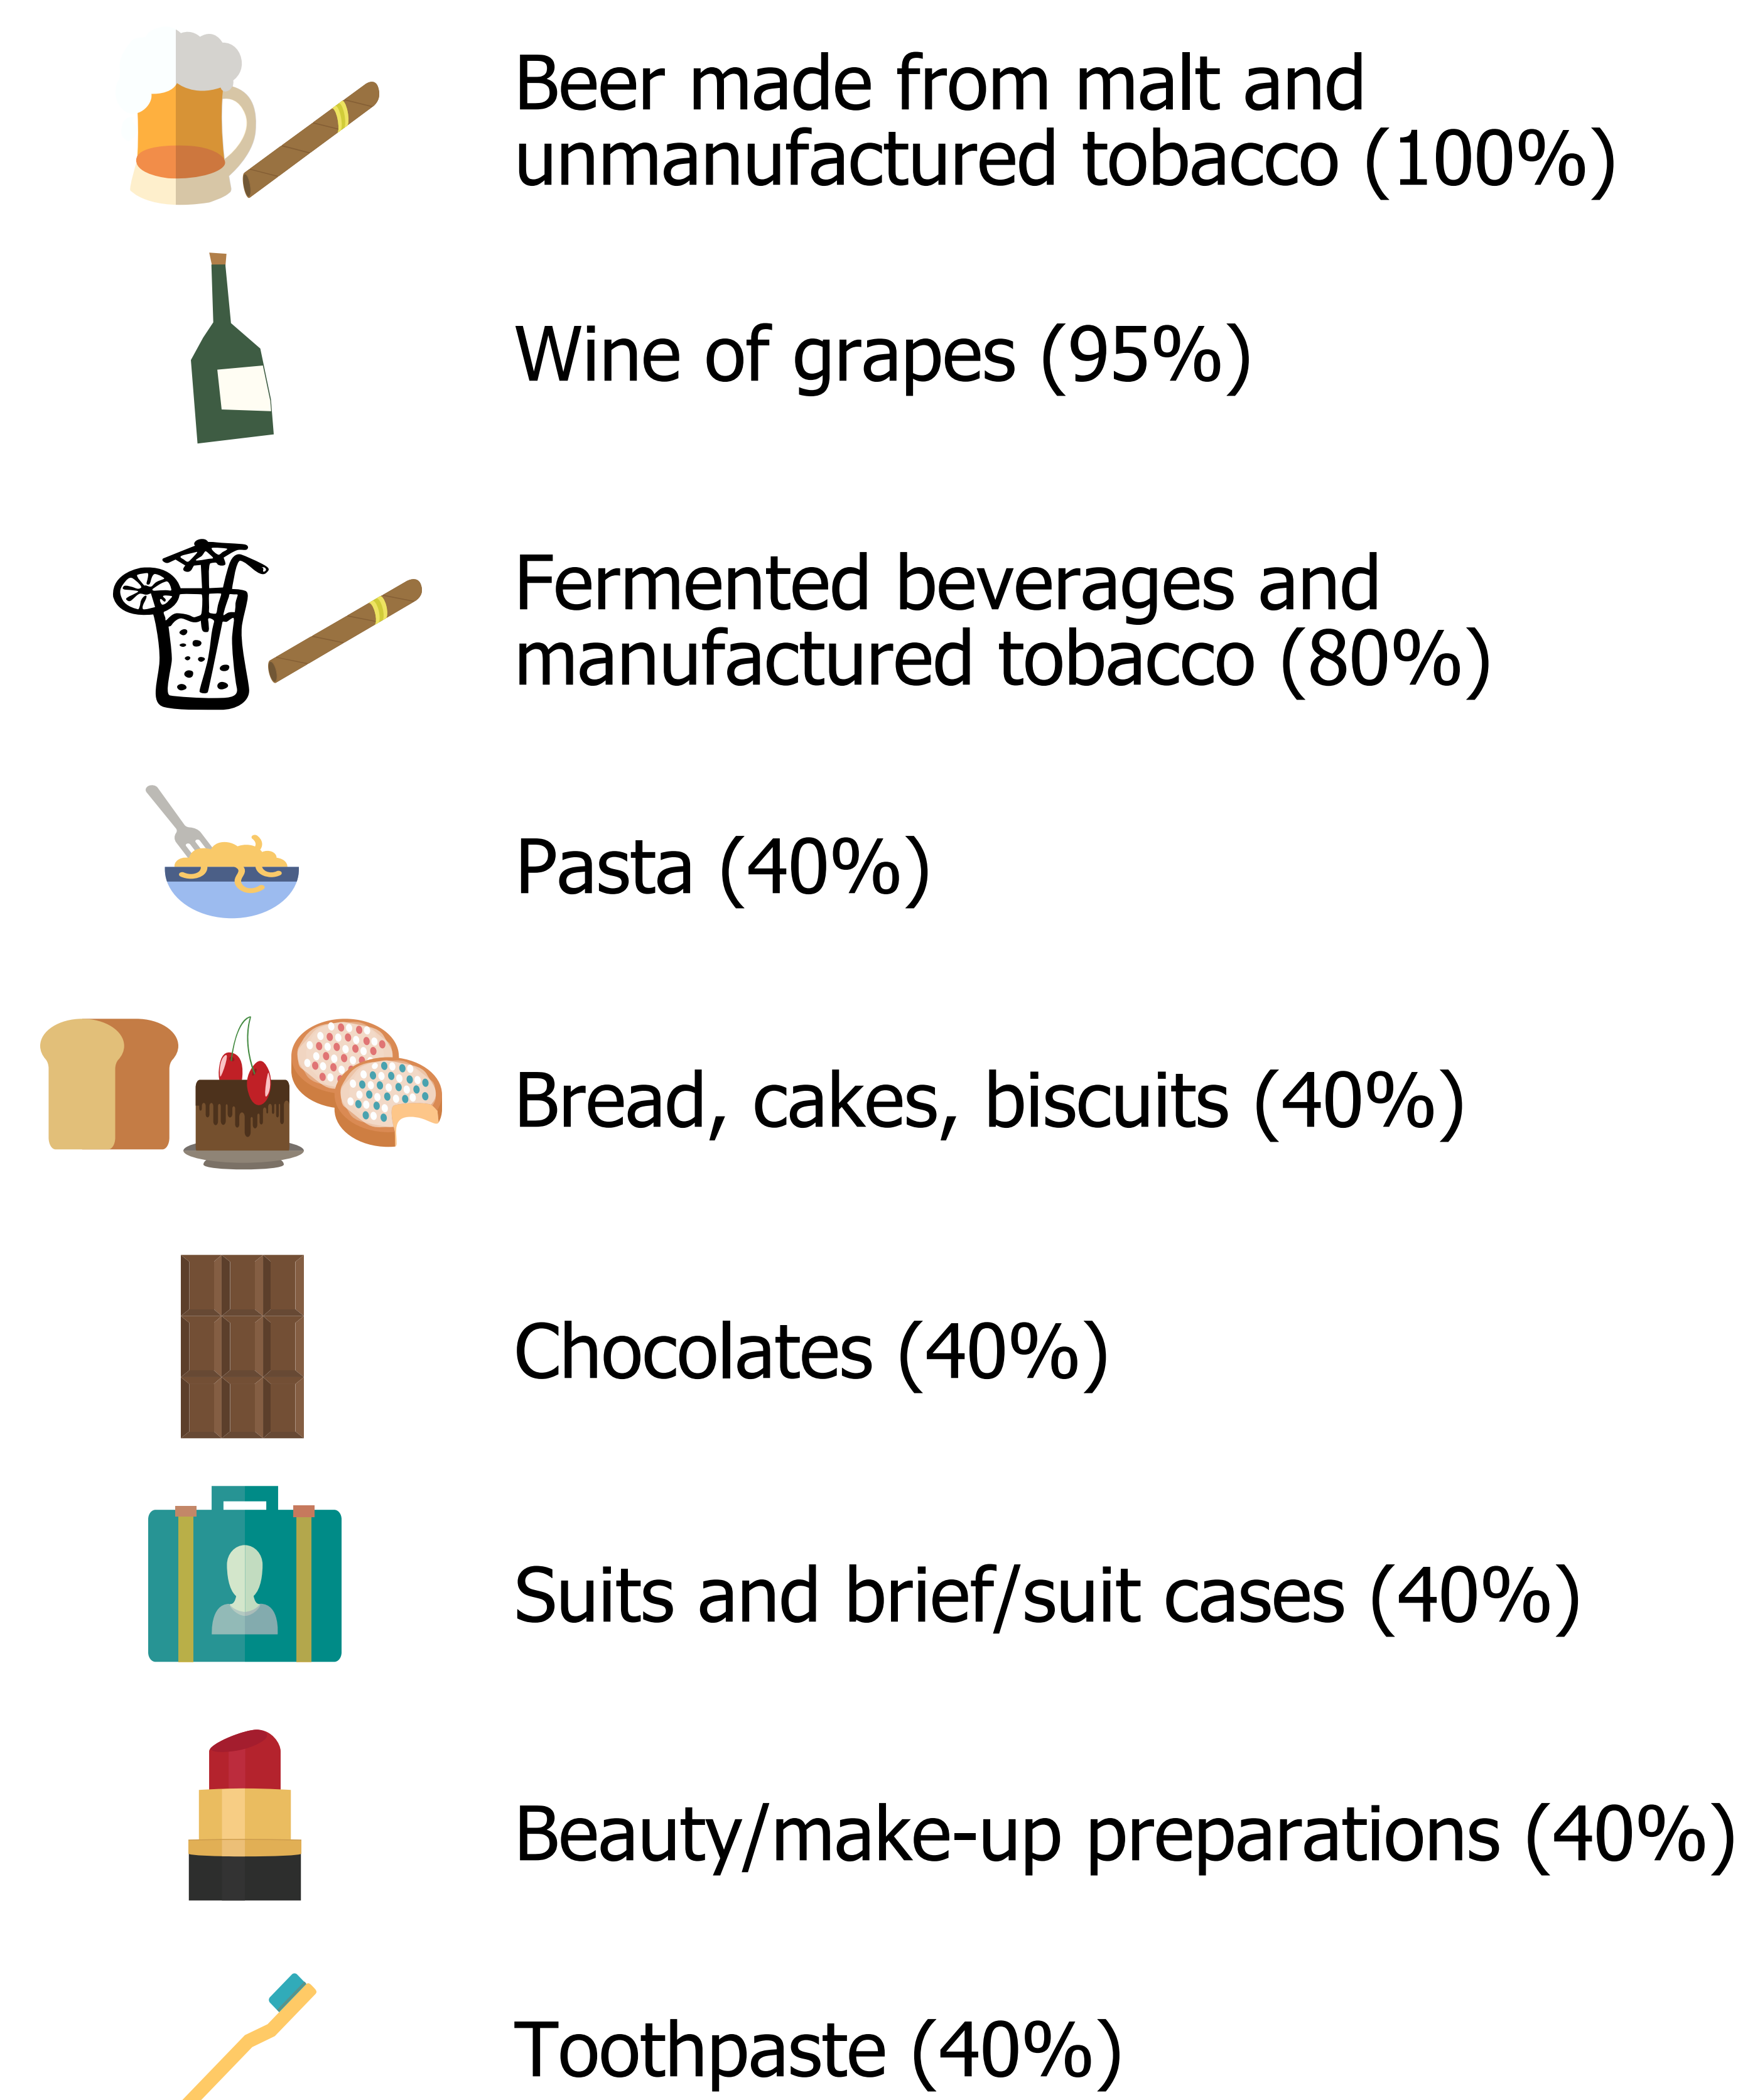 Beer made from malt and
unmanufactured tobacco (100%)
Wine of grapes (95%)
Fermented beverages and
manufactured tobacco (80%)
Pasta (40%)
Bread, cakes, biscuits (40%)
Chocolates (40%)
Suits and brief/suit cases (40%)
Beauty/make-up preparations (40%)
Toothpaste (40%)